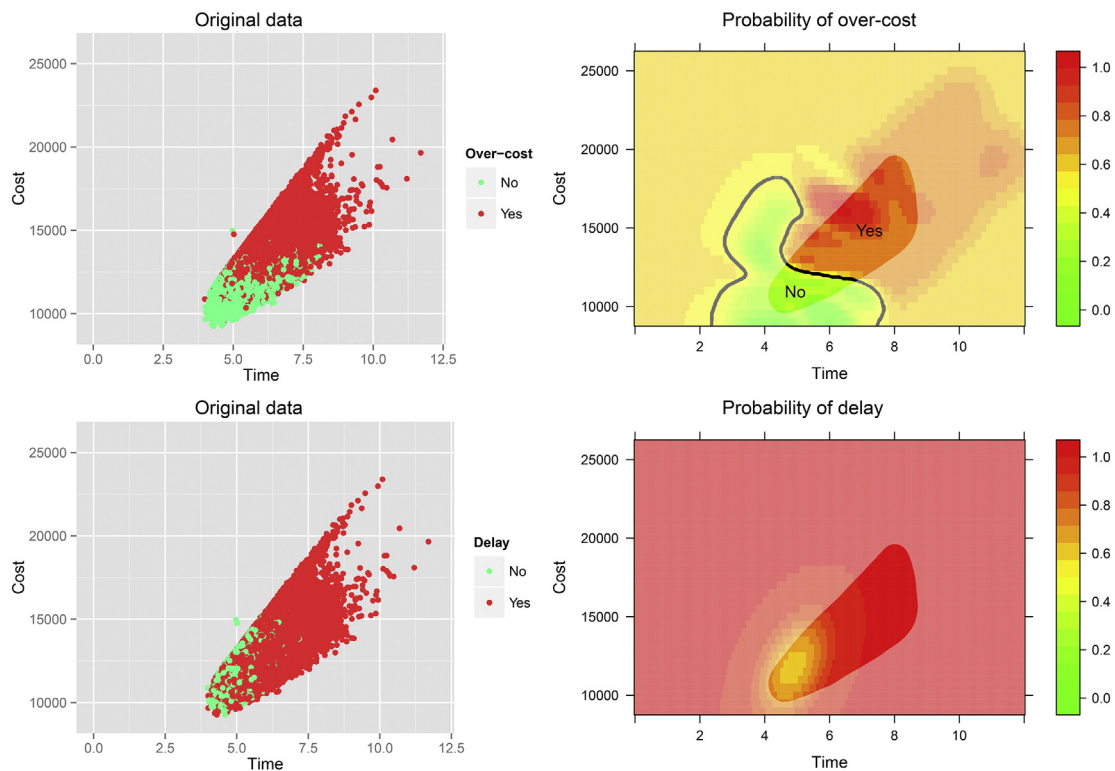 Original data
25000
20000
15000
10000
Cost
0.0 2.5 5.0 7.5 10.0 12.5
Time
Over−cost
No
Yes
Probability of over-cost
25000
20000
15000
10000
Cost
Yes
No
2 4 6 8 10
Time
1.0
0.8
0.6
0.4
0.2
0.0
Original data
25000
20000
15000
10000
Cost
0.0 2.5 5.0 7.5 10.0 12.5
Time
Delay
No
Yes
Probability of delay
25000
20000
15000
10000
Cost
2 4 6 8 10
Time
1.0
0.8
0.6
0.4
0.2
0.0